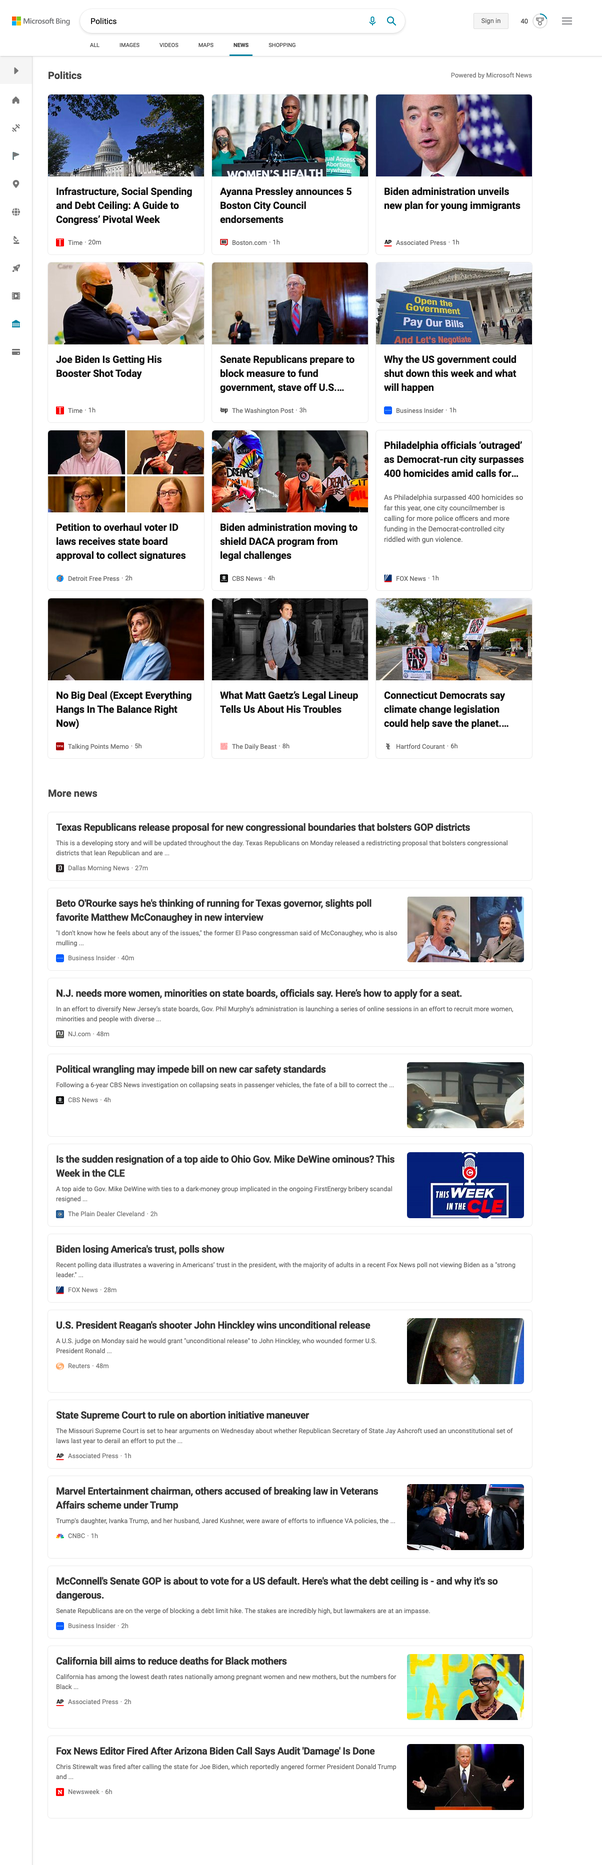 Microsoft Bing
Politics
Sign in
40
ALL
IMAGES
VIDEOS
MAPS
NEWS
SHOPPING
Politics
Powered by Microsoft News
WOMEN'S HEALTH
Infrastructure, Social Spending
and Debt Ceiling: A Guide to
Congress' Pivotal Week
Time · 20m
Ayanna Pressley announces 5
Boston City Council
endorsements
Boston.com · 1h
Biden administration unveils
new plan for young immigrants
AP
Associated Press · 1h
Care
Open the
Government
Pay Our Bills
And Let's Negotiate
Joe Biden Is Getting His
Booster Shot Today
Time · 1h
Senate Republicans prepare to
block measure to fund
government, stave off U.S....
wp
The Washington Post · 3h
Why the US government could
shut down this week and what
will happen
Business Insider · 1h
Petition to overhaul voter ID
laws receives state board
approval to collect signatures
Detroit Free Press · 2h
Biden administration moving to
shield DACA program from
legal challenges
CBS News · 4h
Philadelphia officials 'outraged'
as Democrat-run city surpasses
400 homicides amid calls for...
As Philadelphia surpassed 400 homicides so
far this year, one city councilmember is
calling for more police officers and more
funding in the Democrat-controlled city
riddled with gun violence.
FOX News · 1h
GAS
TAX
GAS
TAX
No Big Deal (Except Everything
Hangs In The Balance Right
Now)
Talking Points Memo · 5h
What Matt Gaetz's Legal Lineup
Tells Us About His Troubles
The Daily Beast · 8h
Connecticut Democrats say
climate change legislation
could help save the planet....
Hartford Courant · 6h
More news
Texas Republicans release proposal for new congressional boundaries that bolsters GOP districts
This is a developing story and will be updated throughout the day. Texas Republicans on Monday released a redistricting proposal that bolsters congressional
districts that lean Republican and are ...
Dallas Morning News · 27m
Beto O'Rourke says he's thinking of running for Texas governor, slights poll
favorite Matthew McConaughey in new interview
"I don't know how he feels about any of the issues," the former El Paso congressman said of McConaughey, who is also
mulling ...
Business Insider · 40m
N.J. needs more women, minorities on state boards, officials say. Here's how to apply for a seat.
In an effort to diversify New Jersey's state boards, Gov. Phil Murphy's administration is launching a series of online sessions in an effort to recruit more women,
minorities and people with diverse ...
NJ.com · 48m
Political wrangling may impede bill on new car safety standards
Following a 6-year CBS News investigation on collapsing seats in passenger vehicles, the fate of a bill to correct the ...
CBS News · 4h
Is the sudden resignation of a top aide to Ohio Gov. Mike DeWine ominous? This
Week in the CLE
A top aide to Gov. Mike DeWine with ties to a dark-money group implicated in the ongoing FirstEnergy bribery scandal
resigned ...
The Plain Dealer Cleveland · 2h
THIS WEEK
IN THE CLE
Biden losing America's trust, polls show
Recent polling data illustrates a wavering in Americans' trust in the president, with the majority of adults in a recent Fox News poll not viewing Biden as a "strong
leader." ...
FOX News · 28m
U.S. President Reagan's shooter John Hinckley wins unconditional release
A U.S. judge on Monday said he would grant "unconditional release" to John Hinckley, who wounded former U.S.
President Ronald ...
Reuters · 48m
State Supreme Court to rule on abortion initiative maneuver
The Missouri Supreme Court is set to hear arguments on Wednesday about whether Republican Secretary of State Jay Ashcroft used an unconstitutional set of
laws last year to derail an effort to put the ...
AP
Associated Press · 1h
Marvel Entertainment chairman, others accused of breaking law in Veterans
Affairs scheme under Trump
Trump's daughter, Ivanka Trump, and her husband, Jared Kushner, were aware of efforts to influence VA policies, the ...
CNBC · 1h
McConnell's Senate GOP is about to vote for a US default. Here's what the debt ceiling is - and why it's so
dangerous.
Senate Republicans are on the verge of blocking a debt limit hike. The stakes are incredibly high, but lawmakers are at an impasse.
Business Insider · 2h
California bill aims to reduce deaths for Black mothers
California has among the lowest death rates nationally among pregnant women and new mothers, but the numbers for
Black ...
AP
Associated Press · 2h
Fox News Editor Fired After Arizona Biden Call Says Audit 'Damage' Is Done
Chris Stirewalt was fired after calling the state for Joe Biden, which reportedly angered former President Donald Trump
and ...
N
Newsweek · 6h